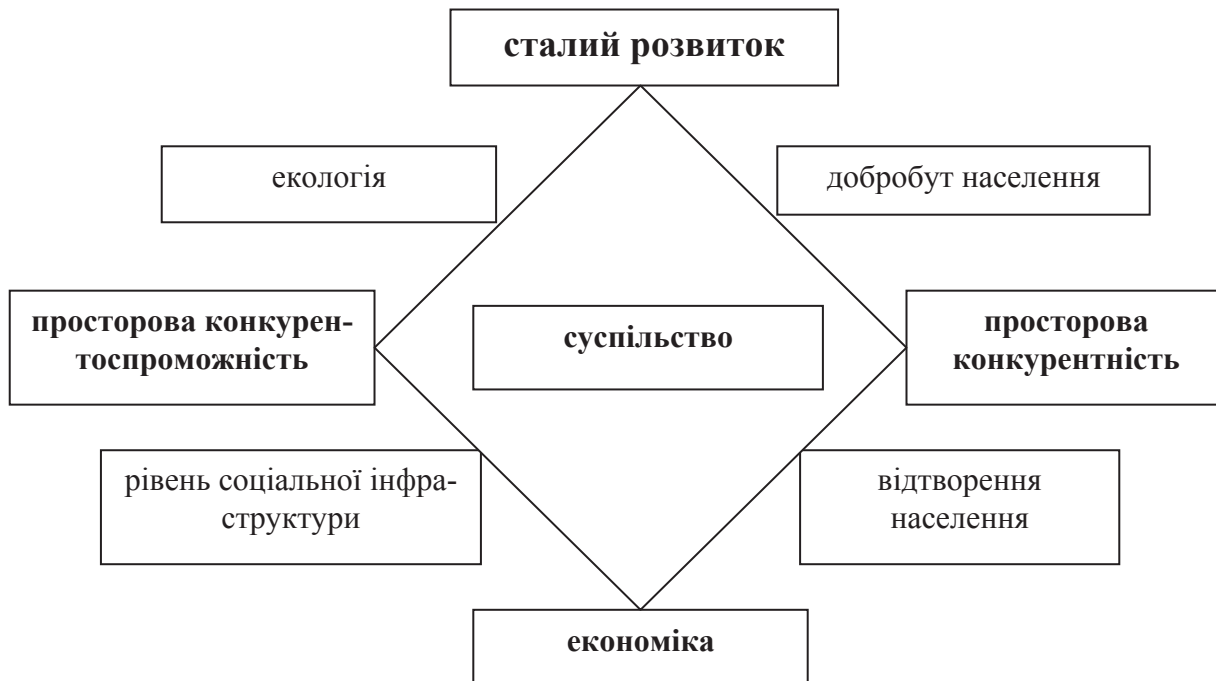 сталий розвиток
екологія
добробут населення
просторова конкурен-
тоспроможність
суспільство
просторова
конкурентність
рівень соціальної інфра-
структури
відтворення
населення
економіка